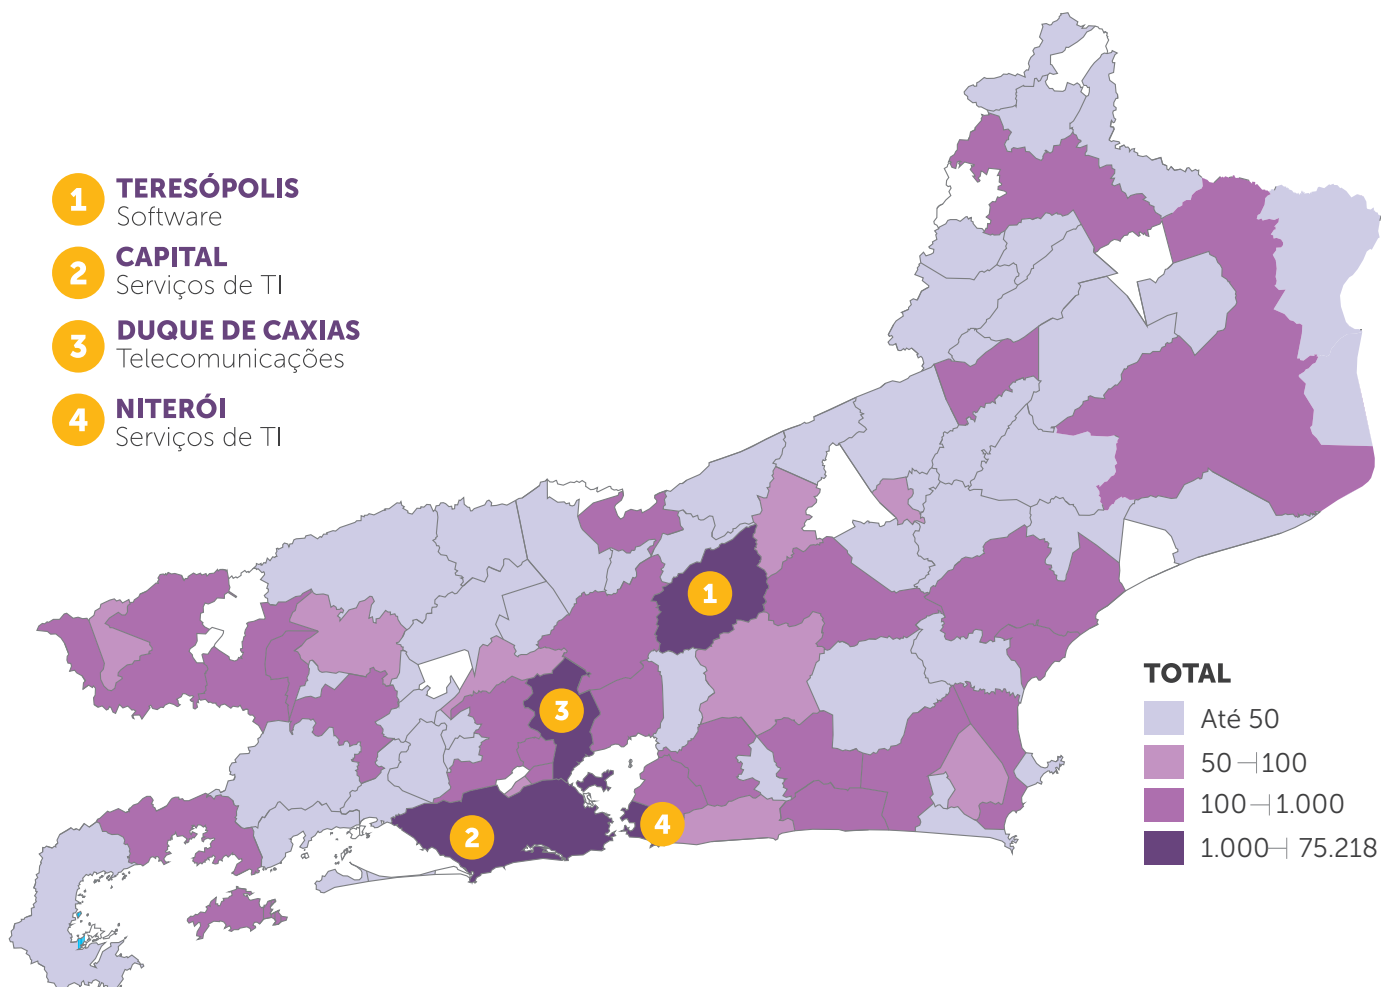 1 TERESÓPOLIS
Software
2 CAPITAL
Serviços de TI
3 DUQUE DE CAXIAS
Telecomunicações
4 NITERÓI
Serviços de TI
1
3
2
4
TOTAL
Até 50
50 ⊣ 100
100 ⊣ 1.000
1.000 ⊣ 75.218